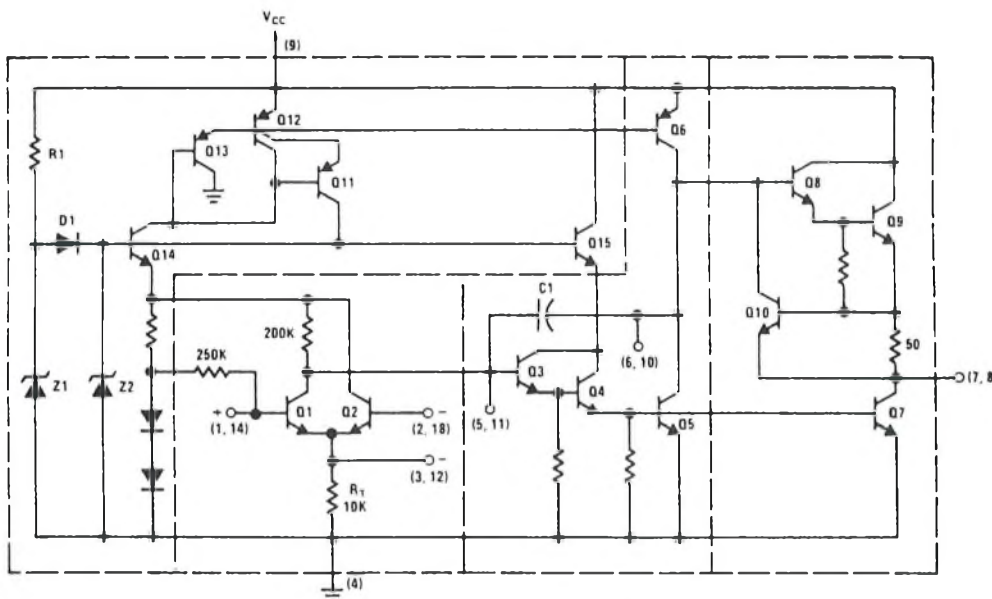 VCC
(9)
Q12
Q6
R1
Q13
Q11
Q8
D1
Q9
Q14
Q15
C1
Q10
200K
50
250K
(6, 10)
Z1
Z2
Q3
Q4
(7, 8
+
Q1
Q2
−
(1, 14)
(2, 18)
(5, 11)
Q5
Q7
−
(3, 12)
R1
10K
(4)